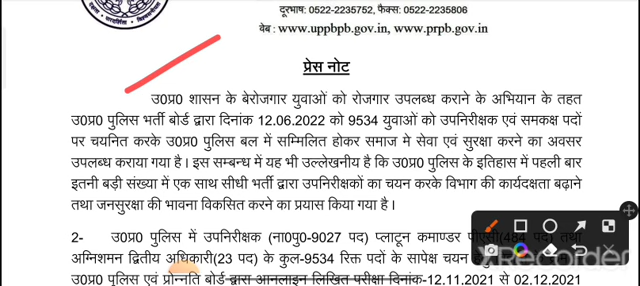 दूरभाष: 0522-2235752, फैक्स: 0522-2235806
वेब : www.uppbpb.gov.in, www.prpb.gov.in
प्रेस नोट
उ0प्र0 शासन के बेरोजगार युवाओं को रोजगार उपलब्ध कराने के अभियान के तहत
उ0प्र0 पुलिस भर्ती बोर्ड द्वारा दिनांक 12.06.2022 को 9534 युवाओं को उपनिरीक्षक एवं समकक्ष पदों
पर चयनित करके उ0प्र0 पुलिस बल में सम्मिलित होकर समाज मे सेवा एवं सुरक्षा करने का अवसर
उपलब्ध कराया गया है। इस सम्बन्ध में यह भी उल्लेखनीय है कि उ0प्र0 पुलिस के इतिहास में पहली बार
इतनी बड़ी संख्या में एक साथ सीधी भर्ती द्वारा उपनिरीक्षकों का चयन करके विभाग की कार्यदक्षता बढ़ाने
तथा जनसुरक्षा की भावना विकसित करने का प्रयास किया गया है।
2- उ0प्र0 पुलिस में उपनिरीक्षक (ना0पु0-9027 पद) प्लाटून कमाण्डर पीएसी(484 पद) तथा
अग्निशमन द्वितीय अधिकारी(23 पद) के कुल-9534 रिक्त पदों के सापेक्ष चयन
उ0प्र0 पुलिस एवं प्रोन्नति बोर्ड द्वारा आनलाइन लिखित परीक्षा दिनांक-12.11.2021 से 02.12.2021
Recorder